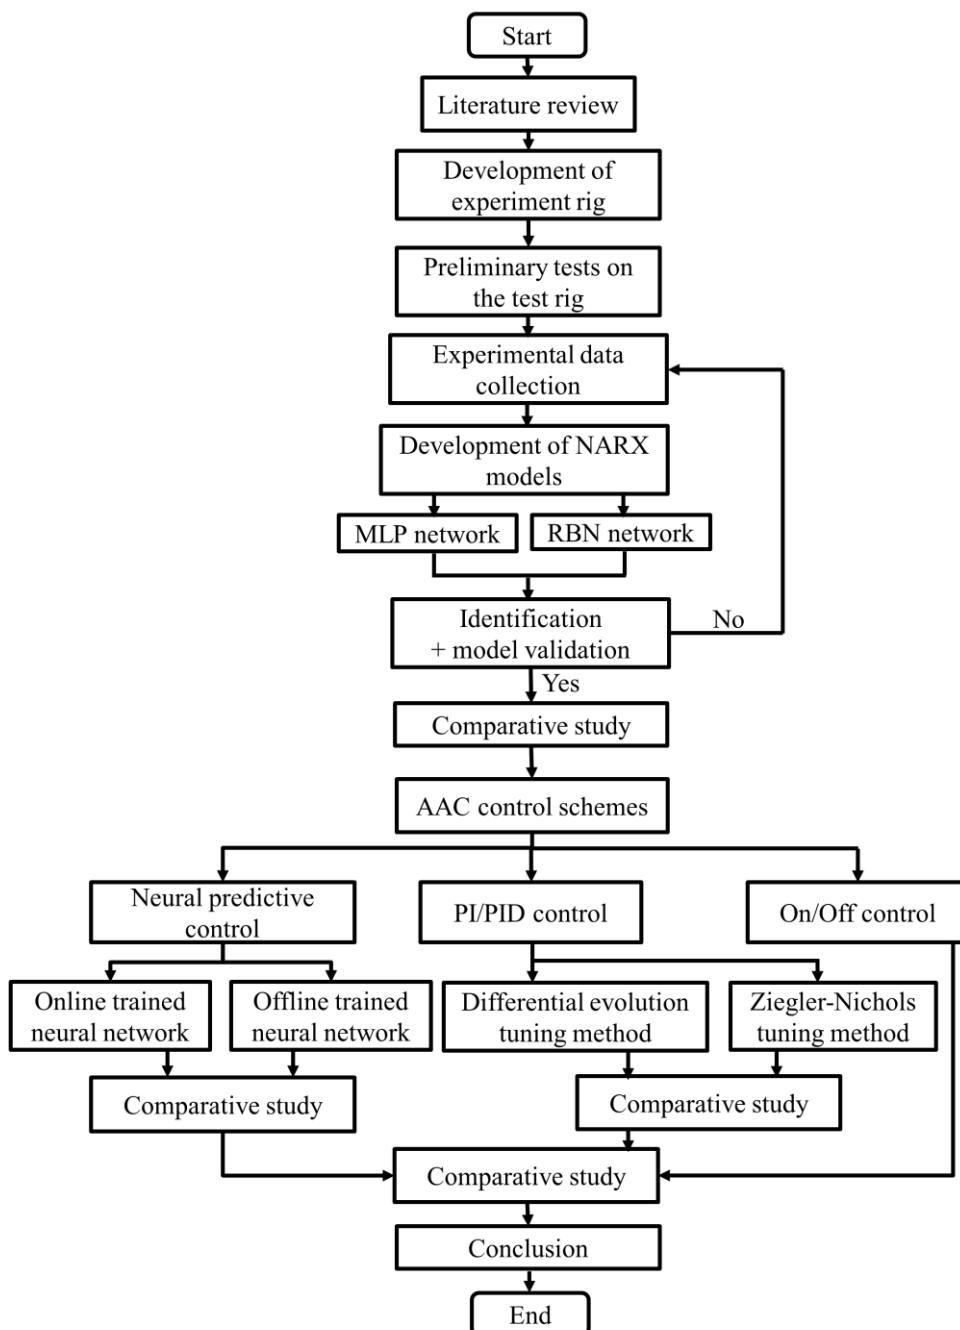 Start
Literature review
Development of
experiment rig
Preliminary tests on
the test rig
Experimental data
collection
Development of NARX
models
MLP network
RBN network
Identification
+ model validation
No
Yes
Comparative study
AAC control schemes
Neural predictive
control
PI/PID control
On/Off control
Online trained
neural network
Offline trained
neural network
Differential evolution
tuning method
Ziegler-Nichols
tuning method
Comparative study
Comparative study
Comparative study
Conclusion
End